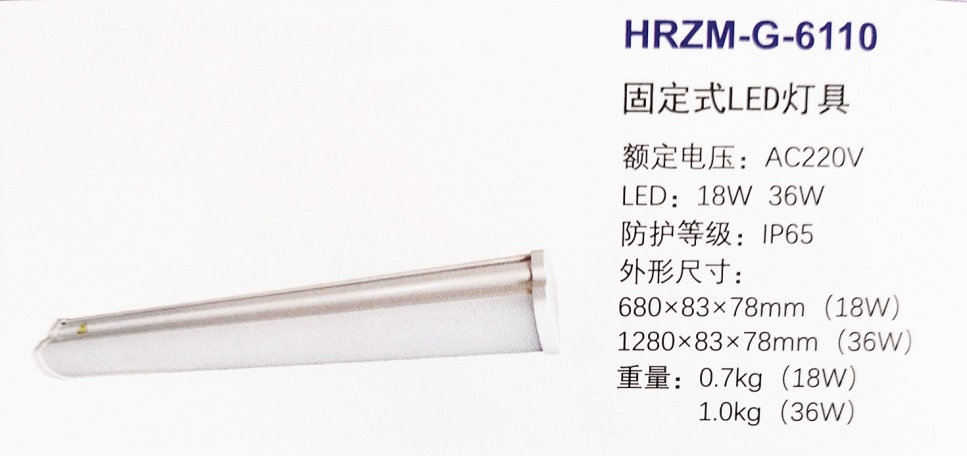 HRZM-G-6110
固定式LED灯具
额定电压：AC220V
LED：18W 36W
防护等级：IP65
外形尺寸：
680×83×78mm（18W）
1280×83×78mm（36W）
重量：0.7kg（18W）
1.0kg（36W）